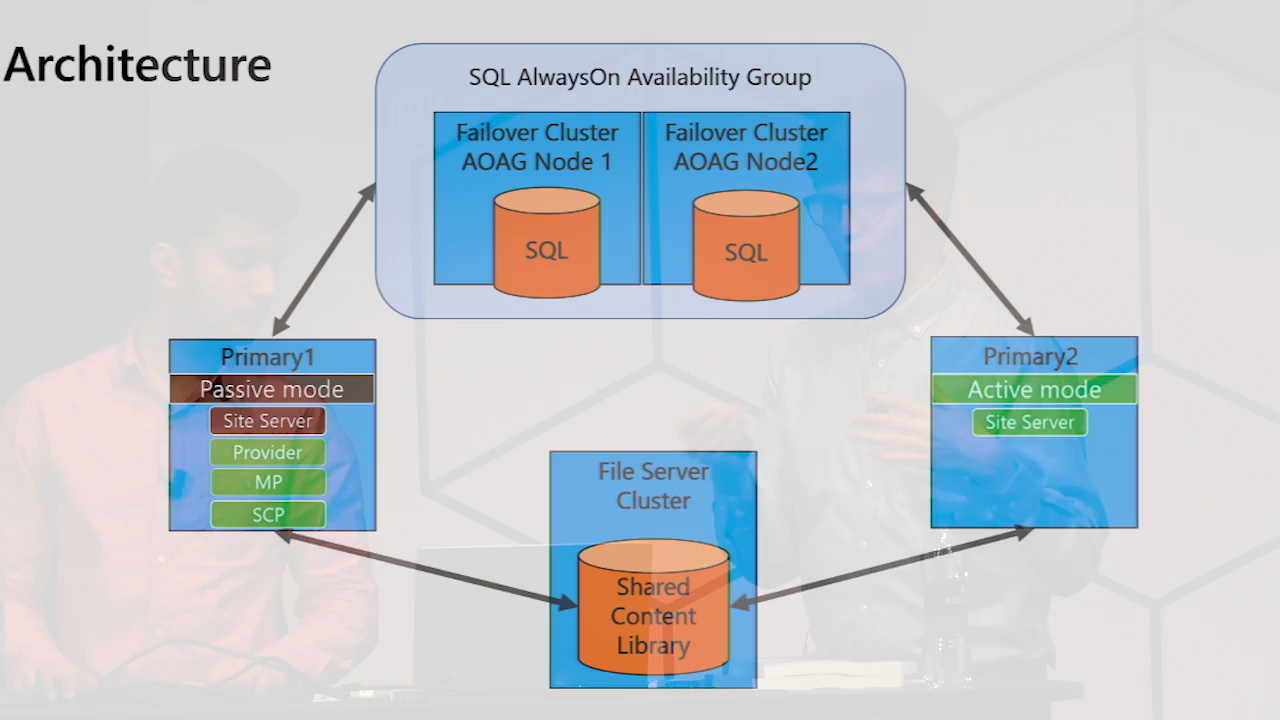 Architecture
SQL AlwaysOn Availability Group
Failover Cluster
AOAG Node 1
SQL
Failover Cluster
AOAG Node2
SQL
Primary1
Passive mode
Site Server
Provider
MP
SCP
Primary2
Active mode
Site Server
File Server
Cluster
Shared
Content
Library